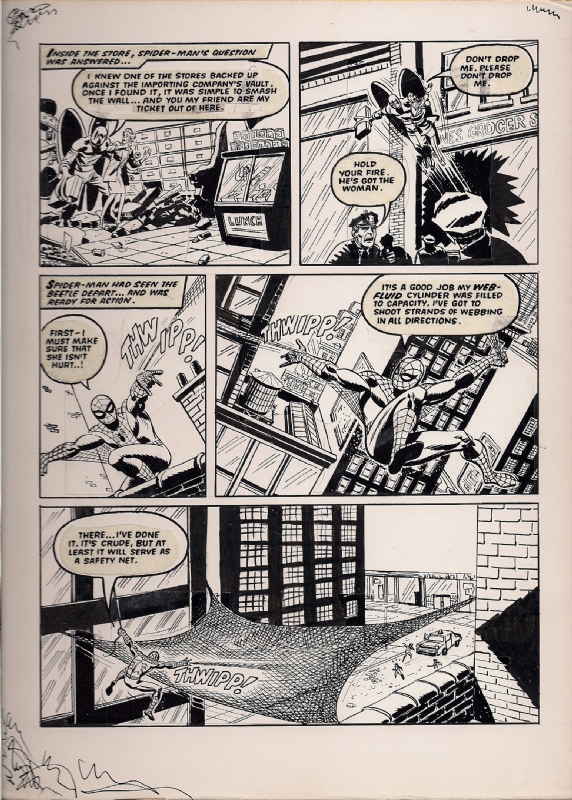 INSIDE THE STORE, SPIDER-MAN'S QUESTION
WAS ANSWERED...
I KNEW ONE OF THE STORES BACKED UP
AGAINST THE IMPORTING COMPANY'S VAULT.
ONCE I FOUND IT, IT WAS SIMPLE TO SMASH
THE WALL... AND YOU MY FRIEND ARE MY
TICKET OUT OF HERE.
LUNCH
DON'T DROP
ME. PLEASE
DON'T DROP
ME.
GROCER
HOLD
YOUR FIRE.
HE'S GOT THE
WOMAN.
SPIDER-MAN HAD SEEN THE
BEETLE DEPART... AND WAS
READY FOR ACTION.
FIRST-I
MUST MAKE
SURE THAT
SHE ISN'T
HURT..!
THWIPP!
IT'S A GOOD JOB MY WEB-
FLUID CYLINDER WAS FILLED
TO CAPACITY. I'VE GOT TO
SHOOT STRANDS OF WEBBING
IN ALL DIRECTIONS.
THWIPP!
THERE...I'VE DONE
IT. IT'S CRUDE, BUT AT
LEAST IT WILL SERVE AS
A SAFETY NET.
THWIPP!